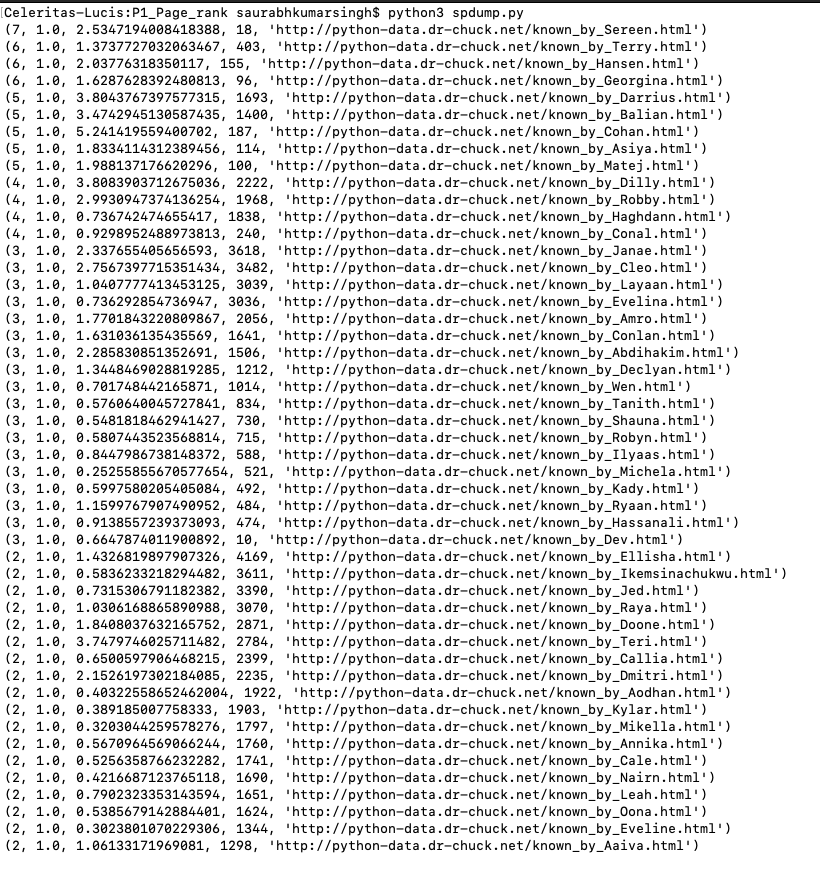 Celeritas-Lucis:P1_Page_rank saurabhkumarsingh$ python3 spdump.py
(7, 1.0, 2.5347194008418388, 18, 'http://python-data.dr-chuck.net/known_by_Sereen.html')
(6, 1.0, 1.3737727032063467, 403, 'http://python-data.dr-chuck.net/known_by_Terry.html')
(6, 1.0, 2.03776318350117, 155, 'http://python-data.dr-chuck.net/known_by_Hansen.html')
(6, 1.0, 1.6287628392480813, 96, 'http://python-data.dr-chuck.net/known_by_Georgina.html')
(5, 1.0, 3.8043767397577315, 1693, 'http://python-data.dr-chuck.net/known_by_Darrius.html')
(5, 1.0, 3.4742945130587435, 1400, 'http://python-data.dr-chuck.net/known_by_Balian.html')
(5, 1.0, 5.241419559400702, 187, 'http://python-data.dr-chuck.net/known_by_Cohan.html')
(5, 1.0, 1.8334114312389456, 114, 'http://python-data.dr-chuck.net/known_by_Asiya.html')
(5, 1.0, 1.988137176620296, 100, 'http://python-data.dr-chuck.net/known_by_Matej.html')
(4, 1.0, 3.8083903712675036, 2222, 'http://python-data.dr-chuck.net/known_by_Dilly.html')
(4, 1.0, 2.9930947374136254, 1968, 'http://python-data.dr-chuck.net/known_by_Robby.html')
(4, 1.0, 0.736742474655417, 1838, 'http://python-data.dr-chuck.net/known_by_Haghdann.html')
(4, 1.0, 0.9298952488973813, 240, 'http://python-data.dr-chuck.net/known_by_Conal.html')
(3, 1.0, 2.337655405656593, 3618, 'http://python-data.dr-chuck.net/known_by_Janae.html')
(3, 1.0, 2.7567397715351434, 3482, 'http://python-data.dr-chuck.net/known_by_Cleo.html')
(3, 1.0, 1.0407777413453125, 3039, 'http://python-data.dr-chuck.net/known_by_Layaan.html')
(3, 1.0, 0.736292854736947, 3036, 'http://python-data.dr-chuck.net/known_by_Evelina.html')
(3, 1.0, 1.7701843220809867, 2056, 'http://python-data.dr-chuck.net/known_by_Amro.html')
(3, 1.0, 1.631036135435569, 1641, 'http://python-data.dr-chuck.net/known_by_Conlan.html')
(3, 1.0, 2.285830851352691, 1506, 'http://python-data.dr-chuck.net/known_by_Abdihakim.html')
(3, 1.0, 1.3448469028819285, 1212, 'http://python-data.dr-chuck.net/known_by_Declyan.html')
(3, 1.0, 0.701748442165871, 1014, 'http://python-data.dr-chuck.net/known_by_Wen.html')
(3, 1.0, 0.5760640045727841, 834, 'http://python-data.dr-chuck.net/known_by_Tanith.html')
(3, 1.0, 0.5481818462941427, 730, 'http://python-data.dr-chuck.net/known_by_Shauna.html')
(3, 1.0, 0.5807443523568814, 715, 'http://python-data.dr-chuck.net/known_by_Robyn.html')
(3, 1.0, 0.8447986738148372, 588, 'http://python-data.dr-chuck.net/known_by_Ilyaas.html')
(3, 1.0, 0.25255855670577654, 521, 'http://python-data.dr-chuck.net/known_by_Michela.html')
(3, 1.0, 0.5997580205405084, 492, 'http://python-data.dr-chuck.net/known_by_Kady.html')
(3, 1.0, 1.1599767907490952, 484, 'http://python-data.dr-chuck.net/known_by_Ryaan.html')
(3, 1.0, 0.9138557239373093, 474, 'http://python-data.dr-chuck.net/known_by_Hassanali.html')
(3, 1.0, 0.6647874011900892, 10, 'http://python-data.dr-chuck.net/known_by_Dev.html')
(2, 1.0, 1.4326819897907326, 4169, 'http://python-data.dr-chuck.net/known_by_Ellisha.html')
(2, 1.0, 0.5836233218294482, 3611, 'http://python-data.dr-chuck.net/known_by_Ikemsinachukwu.html')
(2, 1.0, 0.7315306791182382, 3390, 'http://python-data.dr-chuck.net/known_by_Jed.html')
(2, 1.0, 1.0306168865890988, 3070, 'http://python-data.dr-chuck.net/known_by_Raya.html')
(2, 1.0, 1.8408037632165752, 2871, 'http://python-data.dr-chuck.net/known_by_Doone.html')
(2, 1.0, 3.7479746025711482, 2784, 'http://python-data.dr-chuck.net/known_by_Teri.html')
(2, 1.0, 0.6500597906468215, 2399, 'http://python-data.dr-chuck.net/known_by_Callia.html')
(2, 1.0, 2.1526197302184085, 2235, 'http://python-data.dr-chuck.net/known_by_Dmitri.html')
(2, 1.0, 0.40322558652462004, 1922, 'http://python-data.dr-chuck.net/known_by_Aodhan.html')
(2, 1.0, 0.389185007758333, 1903, 'http://python-data.dr-chuck.net/known_by_Kylar.html')
(2, 1.0, 0.3203044259578276, 1797, 'http://python-data.dr-chuck.net/known_by_Mikella.html')
(2, 1.0, 0.5670964569066244, 1760, 'http://python-data.dr-chuck.net/known_by_Annika.html')
(2, 1.0, 0.5256358766232282, 1741, 'http://python-data.dr-chuck.net/known_by_Cale.html')
(2, 1.0, 0.4216687123765118, 1690, 'http://python-data.dr-chuck.net/known_by_Nairn.html')
(2, 1.0, 0.7902323353143594, 1651, 'http://python-data.dr-chuck.net/known_by_Leah.html')
(2, 1.0, 0.5385679142884401, 1624, 'http://python-data.dr-chuck.net/known_by_Oona.html')
(2, 1.0, 0.3023801070229306, 1344, 'http://python-data.dr-chuck.net/known_by_Eveline.html')
(2, 1.0, 1.06133171969081, 1298, 'http://python-data.dr-chuck.net/known_by_Aaiva.html')